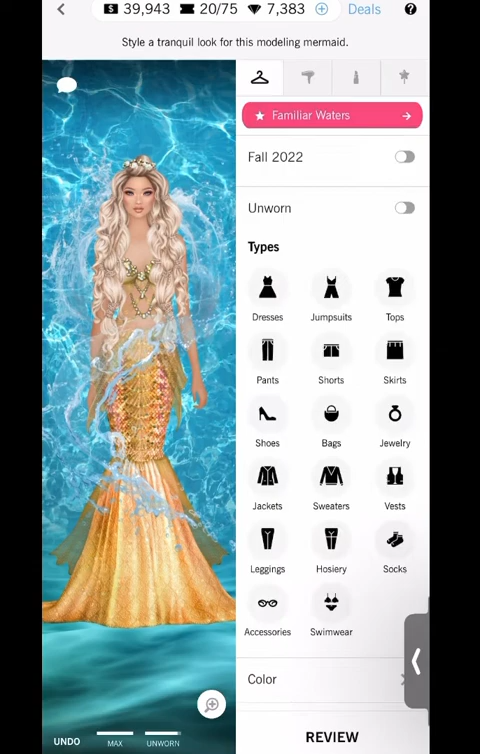 $ 39,943 20/75 7,383 Deals ?
Style a tranquil look for this modeling mermaid.
Familiar Waters
Fall 2022
Unworn
Types
Dresses Jumpsuits Tops
Pants Shorts Skirts
Shoes Bags Jewelry
Jackets Sweaters Vests
Leggings Hosiery Socks
Accessories Swimwear
Color
UNDO MAX UNWORN
REVIEW